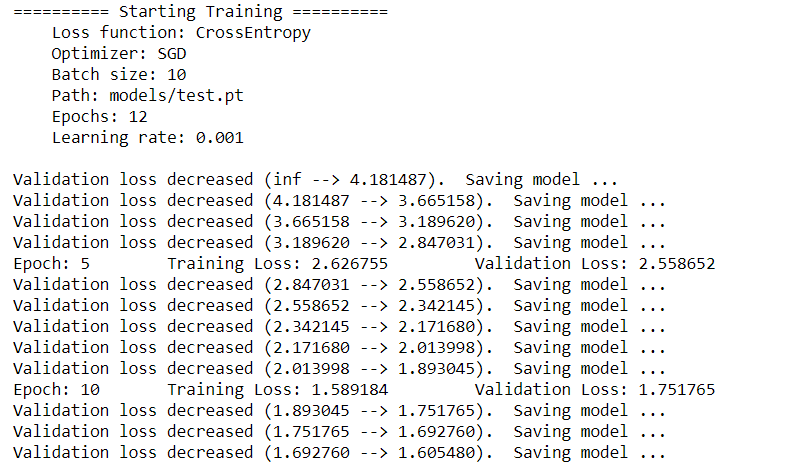 ========== Starting Training ==========
Loss function: CrossEntropy
Optimizer: SGD
Batch size: 10
Path: models/test.pt
Epochs: 12
Learning rate: 0.001
Validation loss decreased (inf --> 4.181487).  Saving model ...
Validation loss decreased (4.181487 --> 3.665158).  Saving model ...
Validation loss decreased (3.665158 --> 3.189620).  Saving model ...
Validation loss decreased (3.189620 --> 2.847031).  Saving model ...
Epoch: 5        Training Loss: 2.626755         Validation Loss: 2.558652
Validation loss decreased (2.847031 --> 2.558652).  Saving model ...
Validation loss decreased (2.558652 --> 2.342145).  Saving model ...
Validation loss decreased (2.342145 --> 2.171680).  Saving model ...
Validation loss decreased (2.171680 --> 2.013998).  Saving model ...
Validation loss decreased (2.013998 --> 1.893045).  Saving model ...
Epoch: 10       Training Loss: 1.589184         Validation Loss: 1.751765
Validation loss decreased (1.893045 --> 1.751765).  Saving model ...
Validation loss decreased (1.751765 --> 1.692760).  Saving model ...
Validation loss decreased (1.692760 --> 1.605480).  Saving model ...